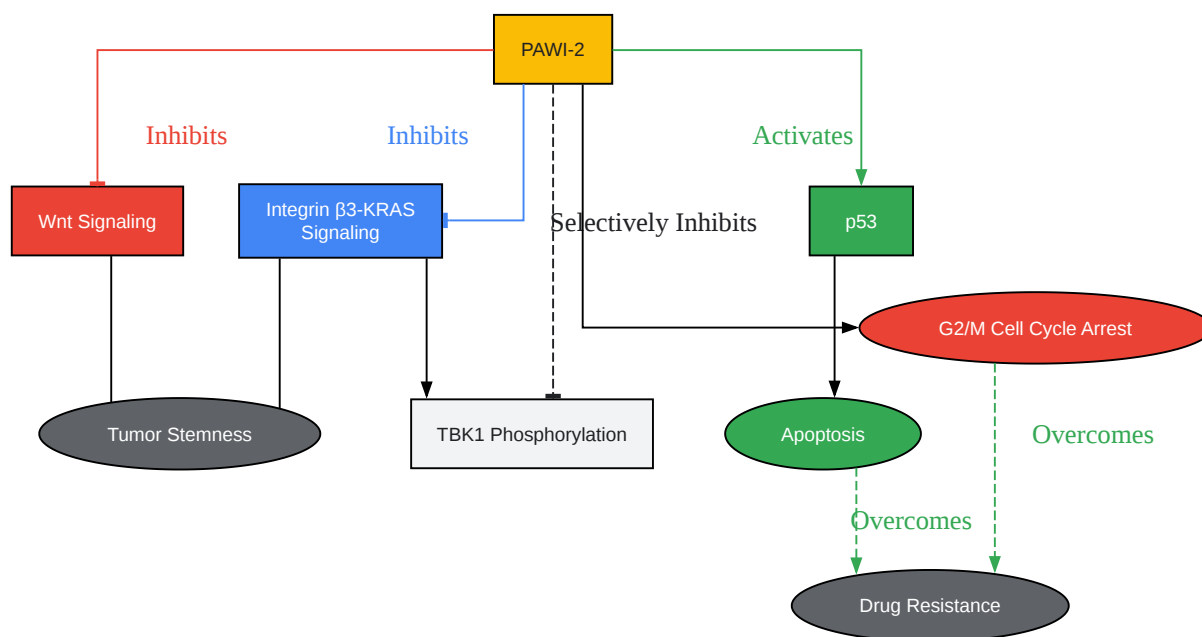 PAWI-2
Inhibits
Inhibits
Activates
Wnt Signaling
Integrin β3-KRAS
Signaling
Selectively Inhibits
p53
G2/M Cell Cycle Arrest
Tumor Stemness
TBK1 Phosphorylation
Apoptosis
Overcomes
Overcomes
Drug Resistance